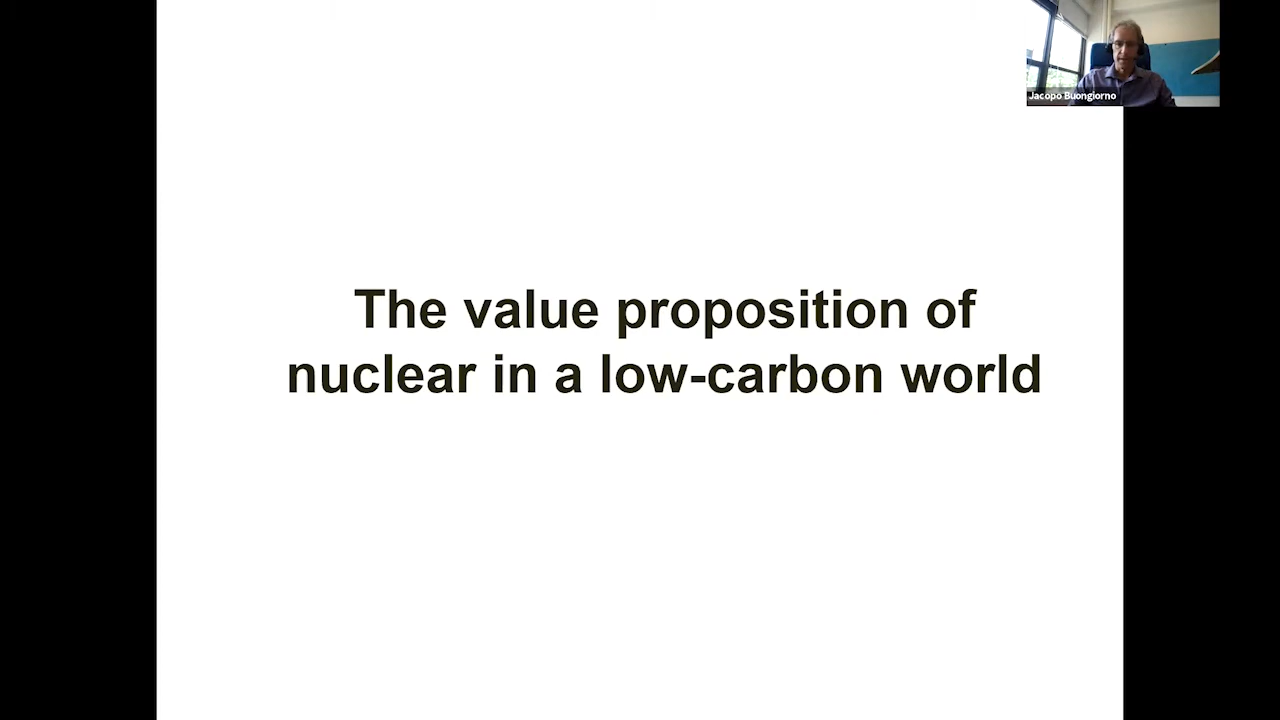 Jacopo Buongiorno
The value proposition of
nuclear in a low-carbon world